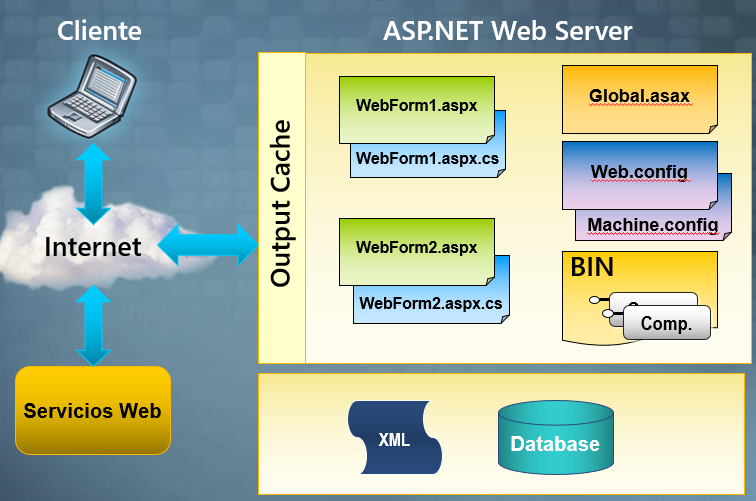 Cliente
ASP.NET Web Server
Output Cache
WebForm1.aspx
WebForm1.aspx.cs
Global.asax
Web.config
Machine.config
Internet
WebForm2.aspx
WebForm2.aspx.cs
BIN
Comp.
Servicios Web
XML
Database